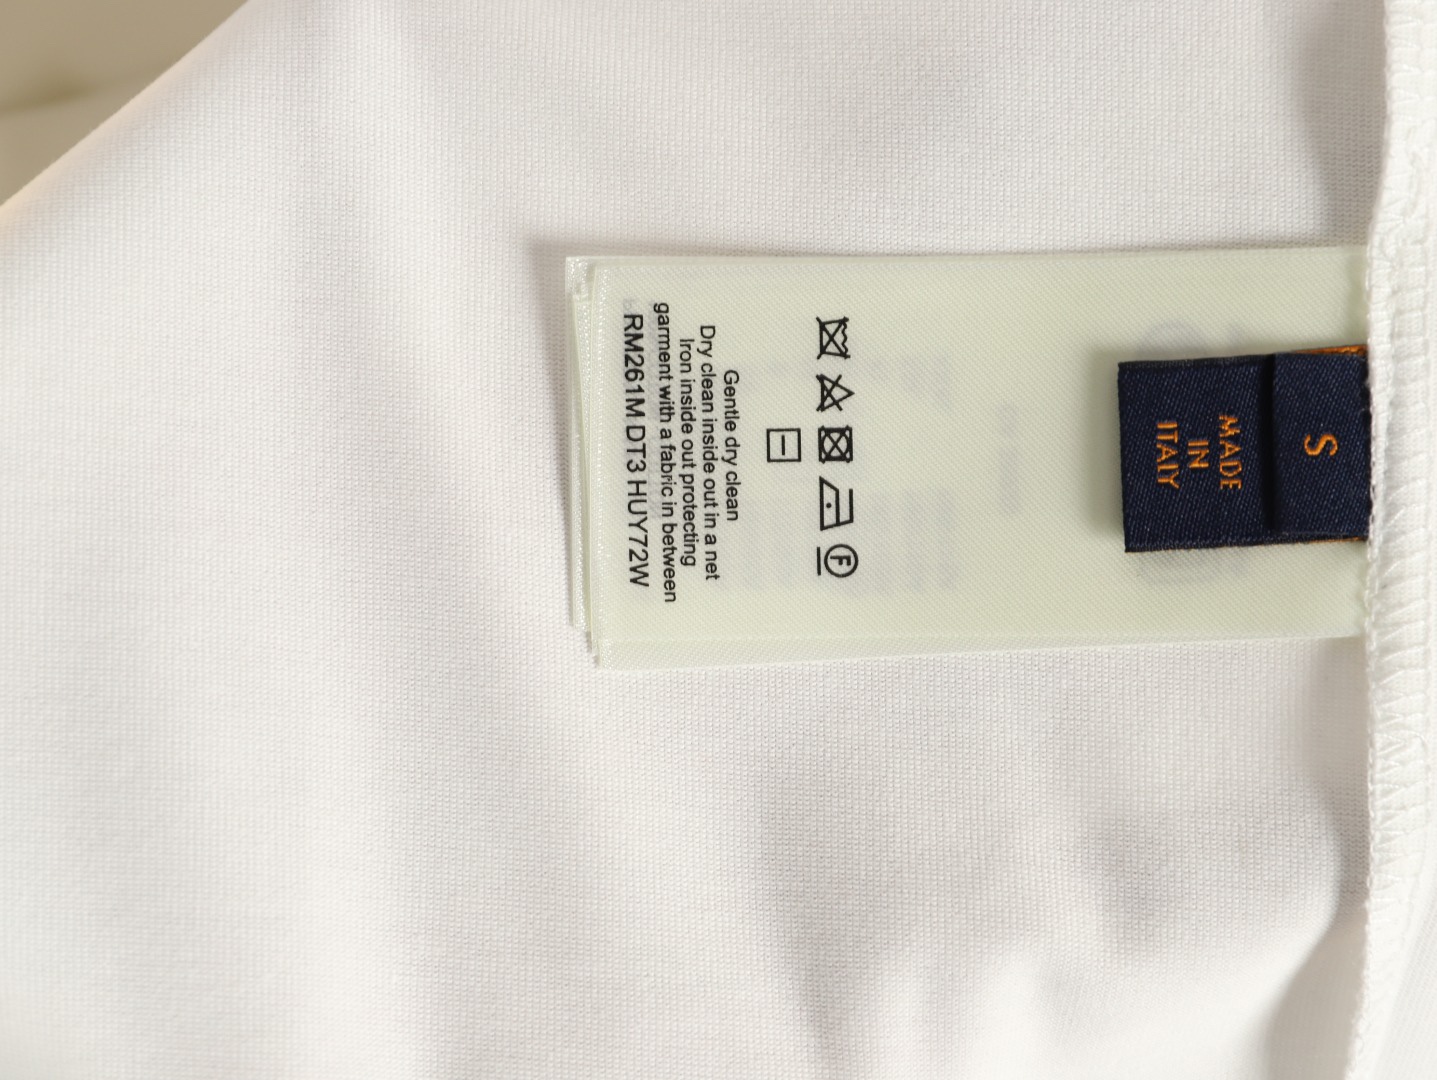 S
MADE
IN
ITALY
F
Gentle dry clean
Dry clean inside out in a net
Iron inside out protecting
garment with a fabric in between
RM261M DT3 HUY72W